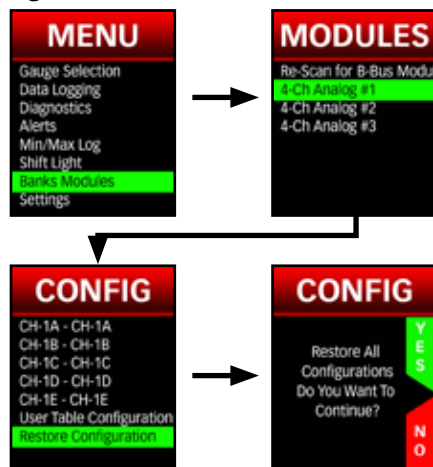 MENU
Gauge Selection
Data Logging
Diagnostics
Alerts
Min/Max Log
Shift Light
Banks Modules
Settings
MODULES
Re-Scan for B-Bus Modu
4-Ch Analog #1
4-Ch Analog #2
4-Ch Analog #3
CONFIG
CH-1A - CH-1A
CH-1B - CH-1B
CH-1C - CH-1C
CH-1D - CH-1D
CH-1E - CH-1E
User Table Configuration
Restore Configuration
CONFIG
Restore All
Configurations
Do You Want To
Continue?
YES
NO